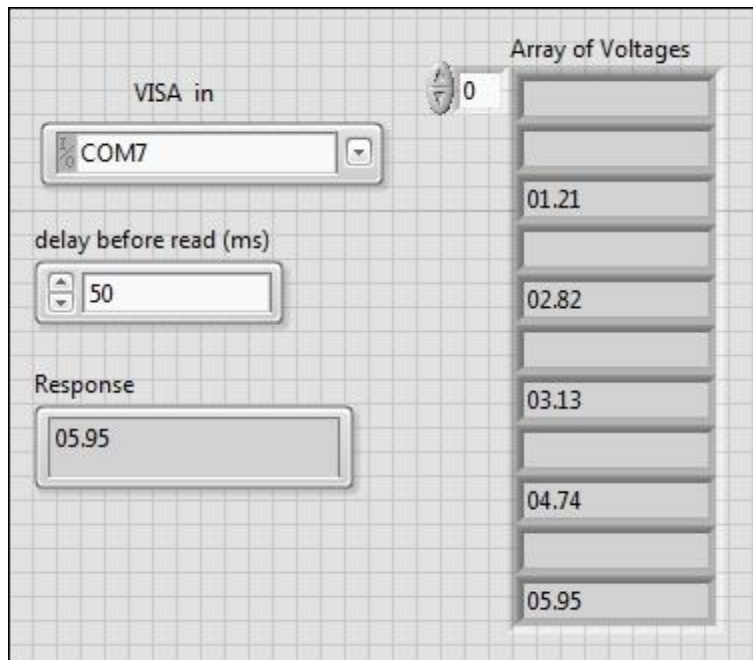 VISA in
I/O COM7
delay before read (ms)
50
Response
05.95
Array of Voltages
0
01.21
02.82
03.13
04.74
05.95